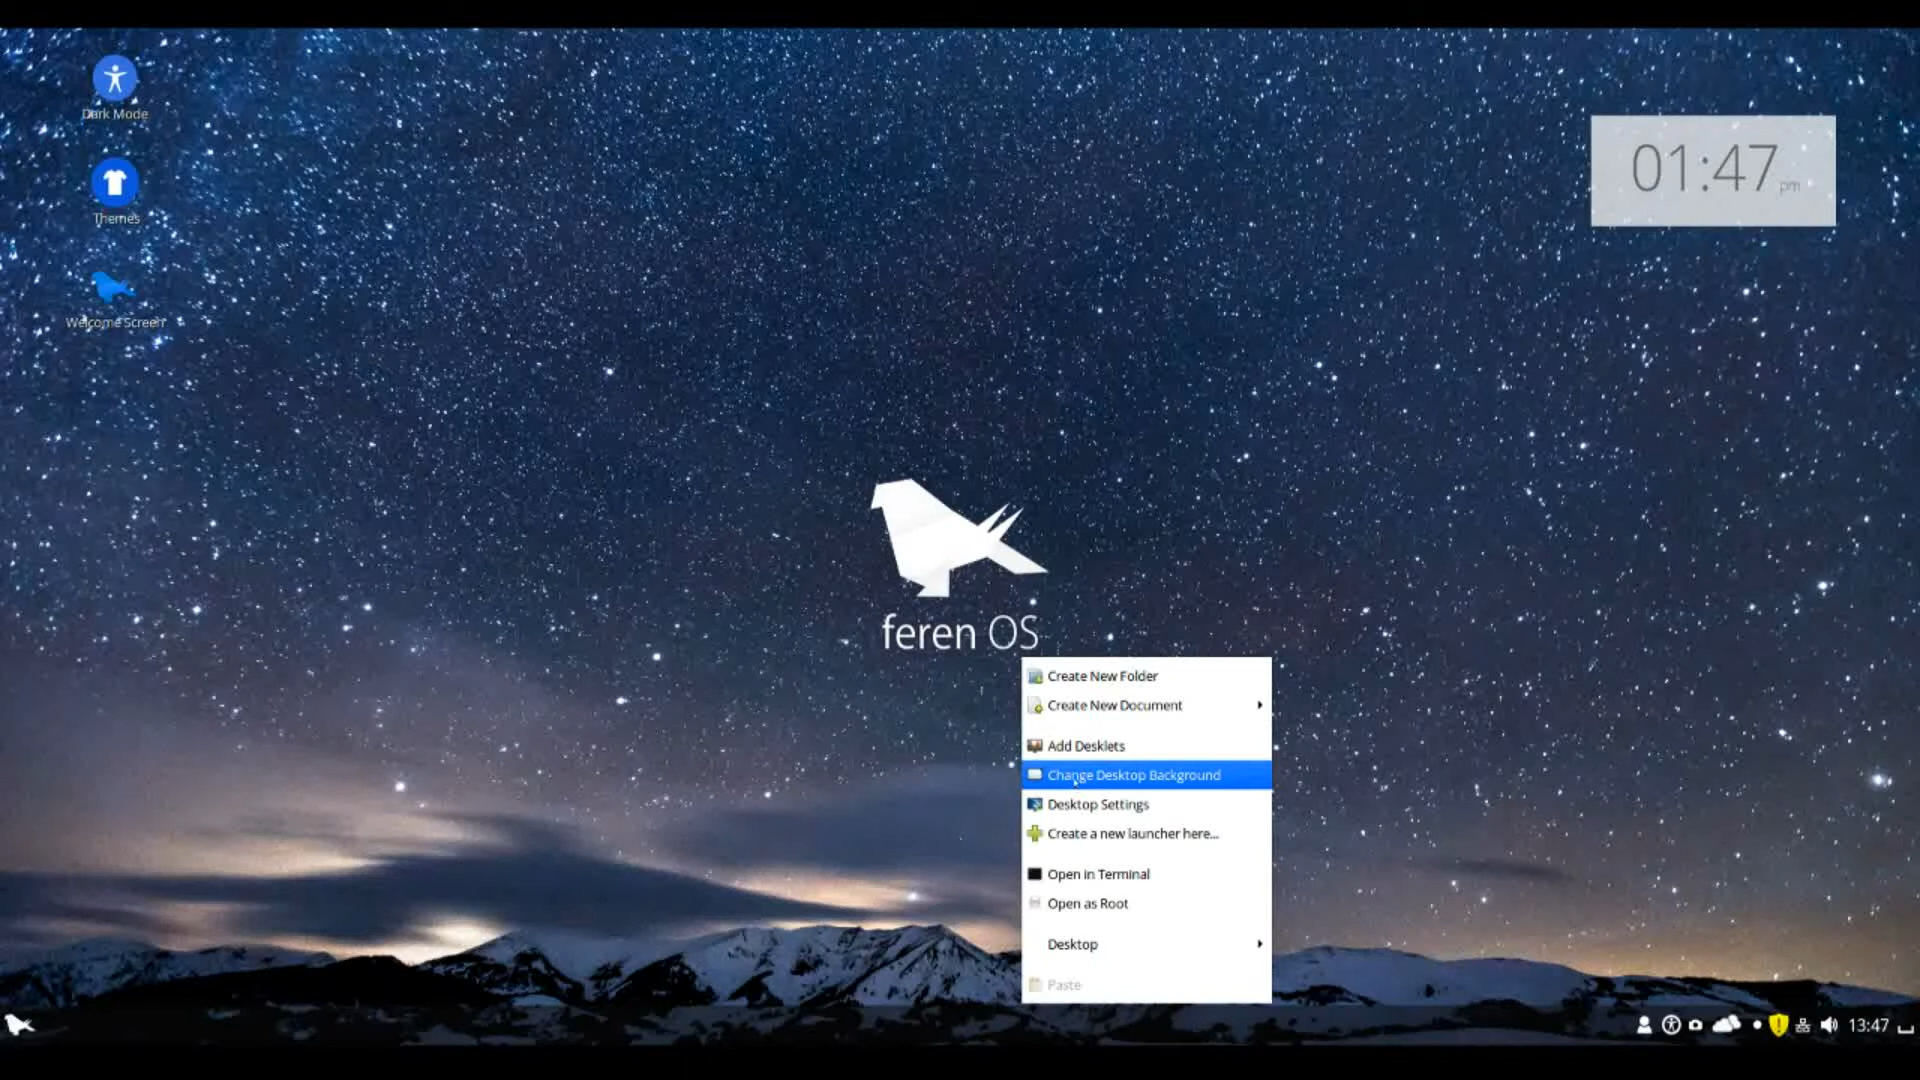 Dark Mode
Themes
Welcome Screen
01:47 pm
feren OS
Create New Folder
Create New Document
Add Desklets
Change Desktop Background
Desktop Settings
Create a new launcher here...
Open in Terminal
Open as Root
Desktop
Paste
13:47